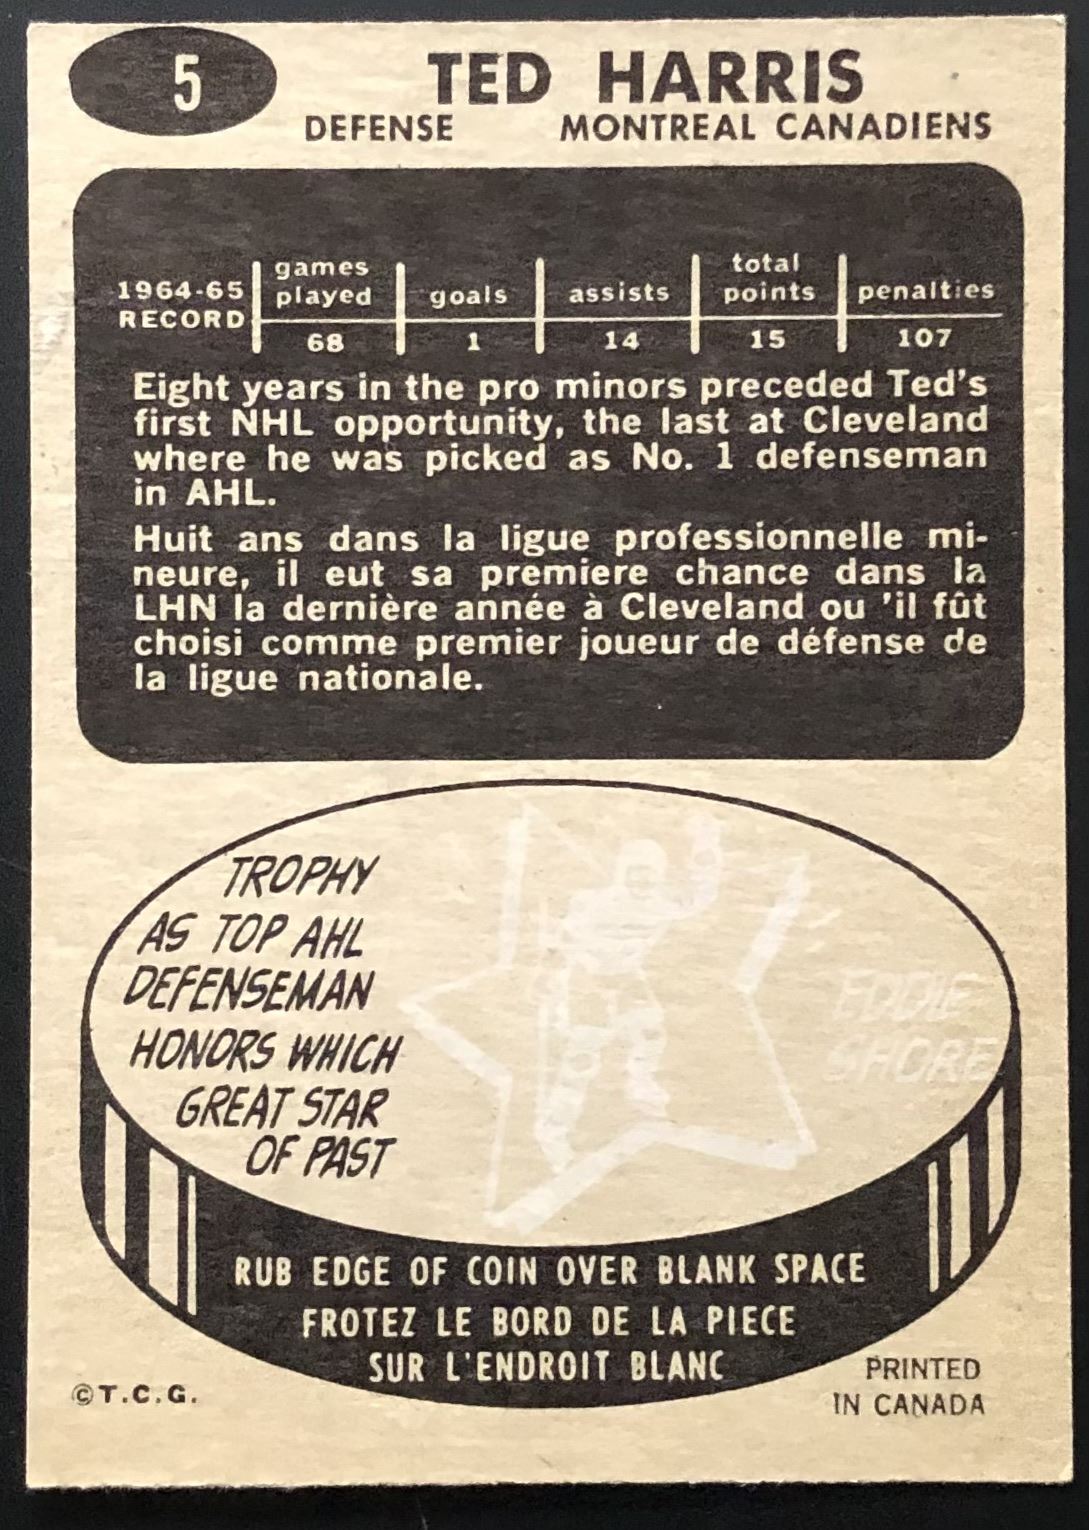 5
TED HARRIS
DEFENSE MONTREAL CANADIENS
1964-65 RECORD games played goals assists total points penalties
68 1 14 15 107
Eight years in the pro minors preceded Ted's
first NHL opportunity, the last at Cleveland
where he was picked as No. 1 defenseman
in AHL.
Huit ans dans la ligue professionnelle mi-
neure, il eut sa premiere chance dans la
LHN la dernière année à Cleveland ou 'il fût
choisi comme premier joueur de défense de
la ligue nationale.
TROPHY
AS TOP AHL
DEFENSEMAN
HONORS WHICH
GREAT STAR
OF PAST
EDDIE
SHORE
RUB EDGE OF COIN OVER BLANK SPACE
FROTEZ LE BORD DE LA PIECE
SUR L'ENDROIT BLANC
©T.C.G.
PRINTED
IN CANADA